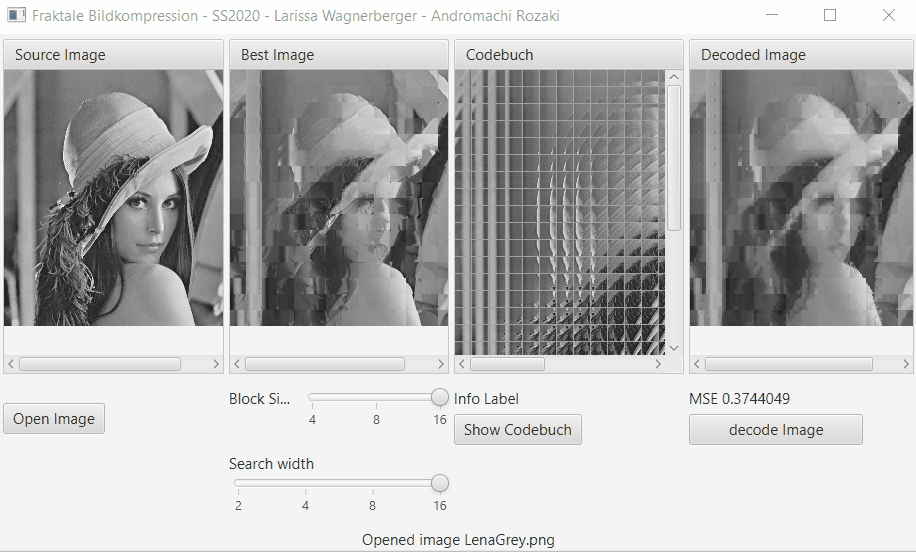 Fraktale Bildkompression - SS2020 - Larissa Wagnerberger - Andromachi Rozaki
Source Image
Best Image
Codebuch
Decoded Image
Block Si...
4 8 16
Info Label
MSE 0.3744049
Open Image
Show Codebuch
decode Image
Search width
2 4 8 16
Opened image LenaGrey.png